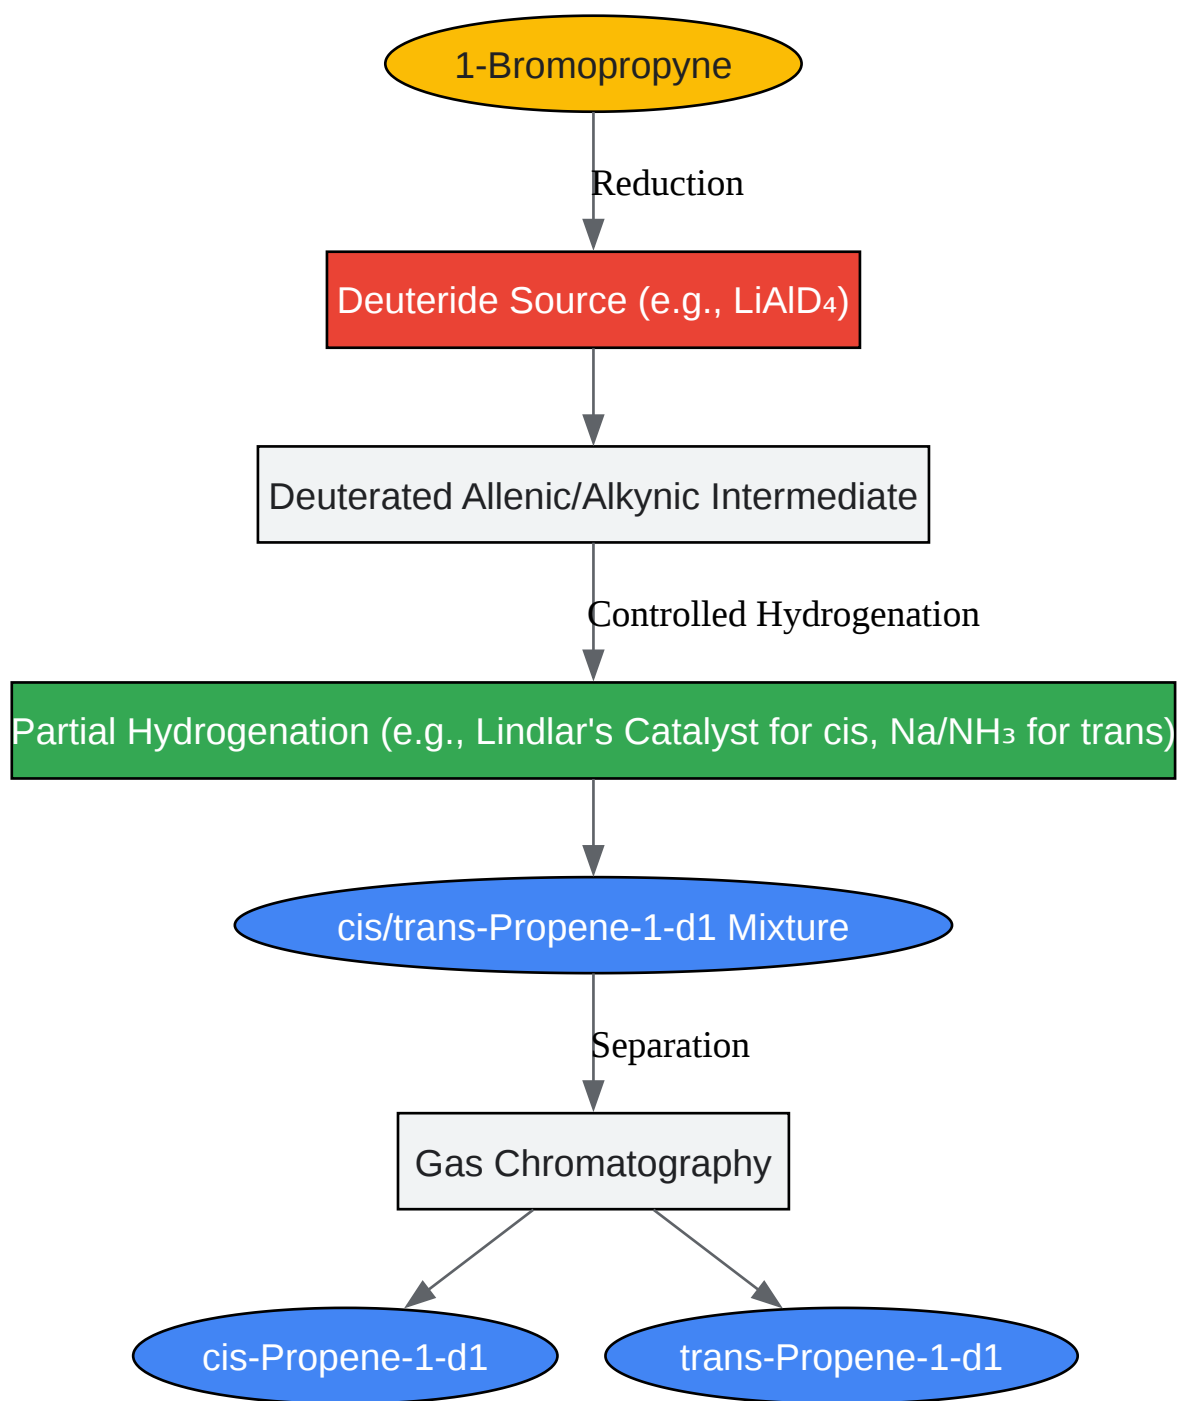 1-Bromopropyne
Reduction
Deuteride Source (e.g., LiAlD₄)
Deuterated Allenic/Alkynic Intermediate
Controlled Hydrogenation
Partial Hydrogenation (e.g., Lindlar's Catalyst for cis, Na/NH₃ for trans)
cis/trans-Propene-1-d1 Mixture
Separation
Gas Chromatography
cis-Propene-1-d1
trans-Propene-1-d1